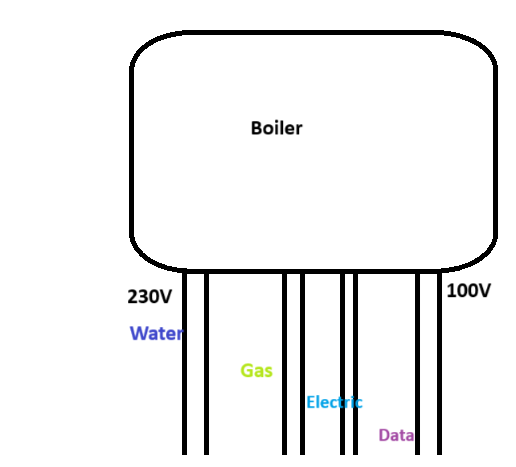 Boiler
230V
100V
Water
Gas
Electric
Data